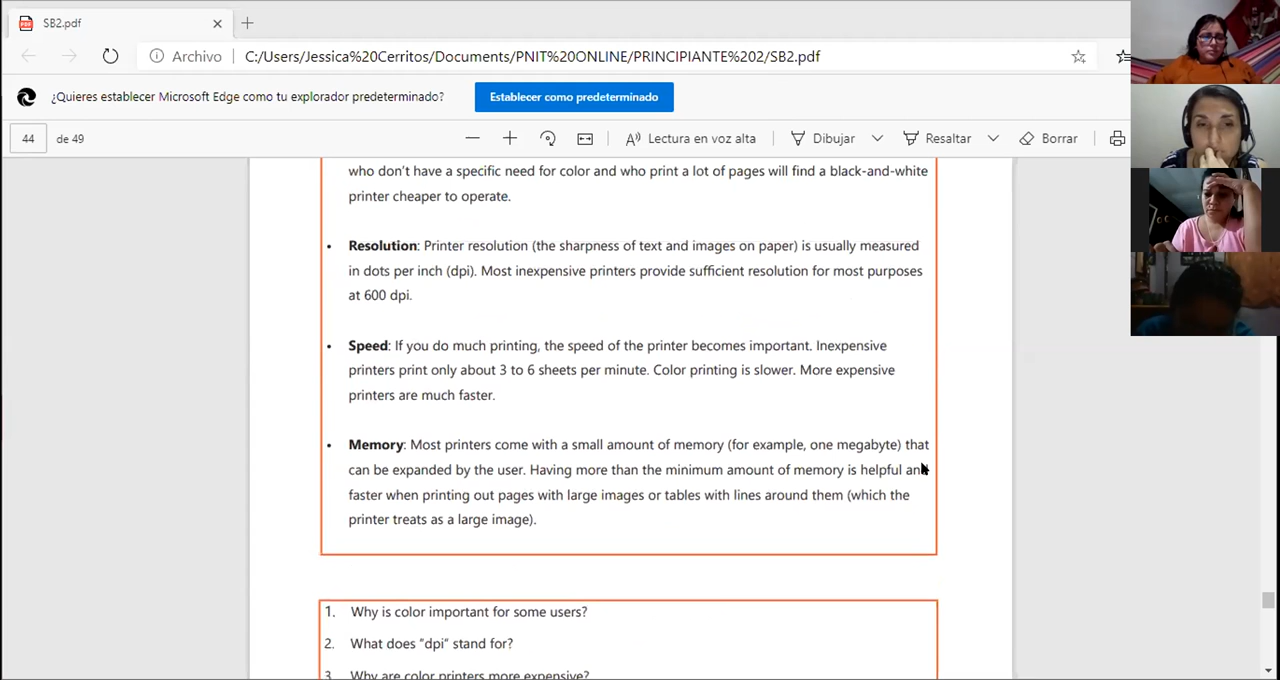 SB2.pdf
Archivo
C:/Users/Jessica%20Cerritos/Documents/PNIT%20ONLINE/PRINCIPIANTE%202/SB2.pdf
¿Quieres establecer Microsoft Edge como tu explorador predeterminado?
Establecer como predeterminado
44 de 49
Lectura en voz alta
Dibujar
Resaltar
Borrar
who don't have a specific need for color and who print a lot of pages will find a black-and-white
printer cheaper to operate.
• Resolution: Printer resolution (the sharpness of text and images on paper) is usually measured
in dots per inch (dpi). Most inexpensive printers provide sufficient resolution for most purposes
at 600 dpi.
• Speed: If you do much printing, the speed of the printer becomes important. Inexpensive
printers print only about 3 to 6 sheets per minute. Color printing is slower. More expensive
printers are much faster.
• Memory: Most printers come with a small amount of memory (for example, one megabyte) that
can be expanded by the user. Having more than the minimum amount of memory is helpful and
faster when printing out pages with large images or tables with lines around them (which the
printer treats as a large image).
1. Why is color important for some users?
2. What does "dpi" stand for?
3. Why are color printers more expensive?